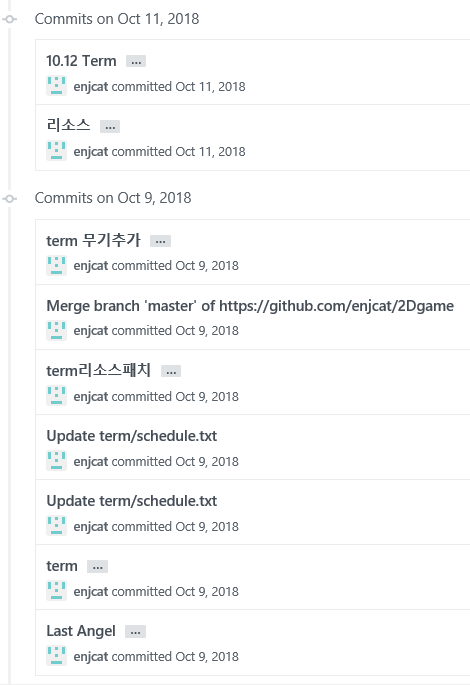 Commits on Oct 11, 2018
10.12 Term ...
enjcat committed Oct 11, 2018
리소스 ...
enjcat committed Oct 11, 2018
Commits on Oct 9, 2018
term 무기추가 ...
enjcat committed Oct 9, 2018
Merge branch 'master' of https://github.com/enjcat/2Dgame
enjcat committed Oct 9, 2018
term리소스패치 ...
enjcat committed Oct 9, 2018
Update term/schedule.txt
enjcat committed Oct 9, 2018
Update term/schedule.txt
enjcat committed Oct 9, 2018
term ...
enjcat committed Oct 9, 2018
Last Angel ...
enjcat committed Oct 9, 2018